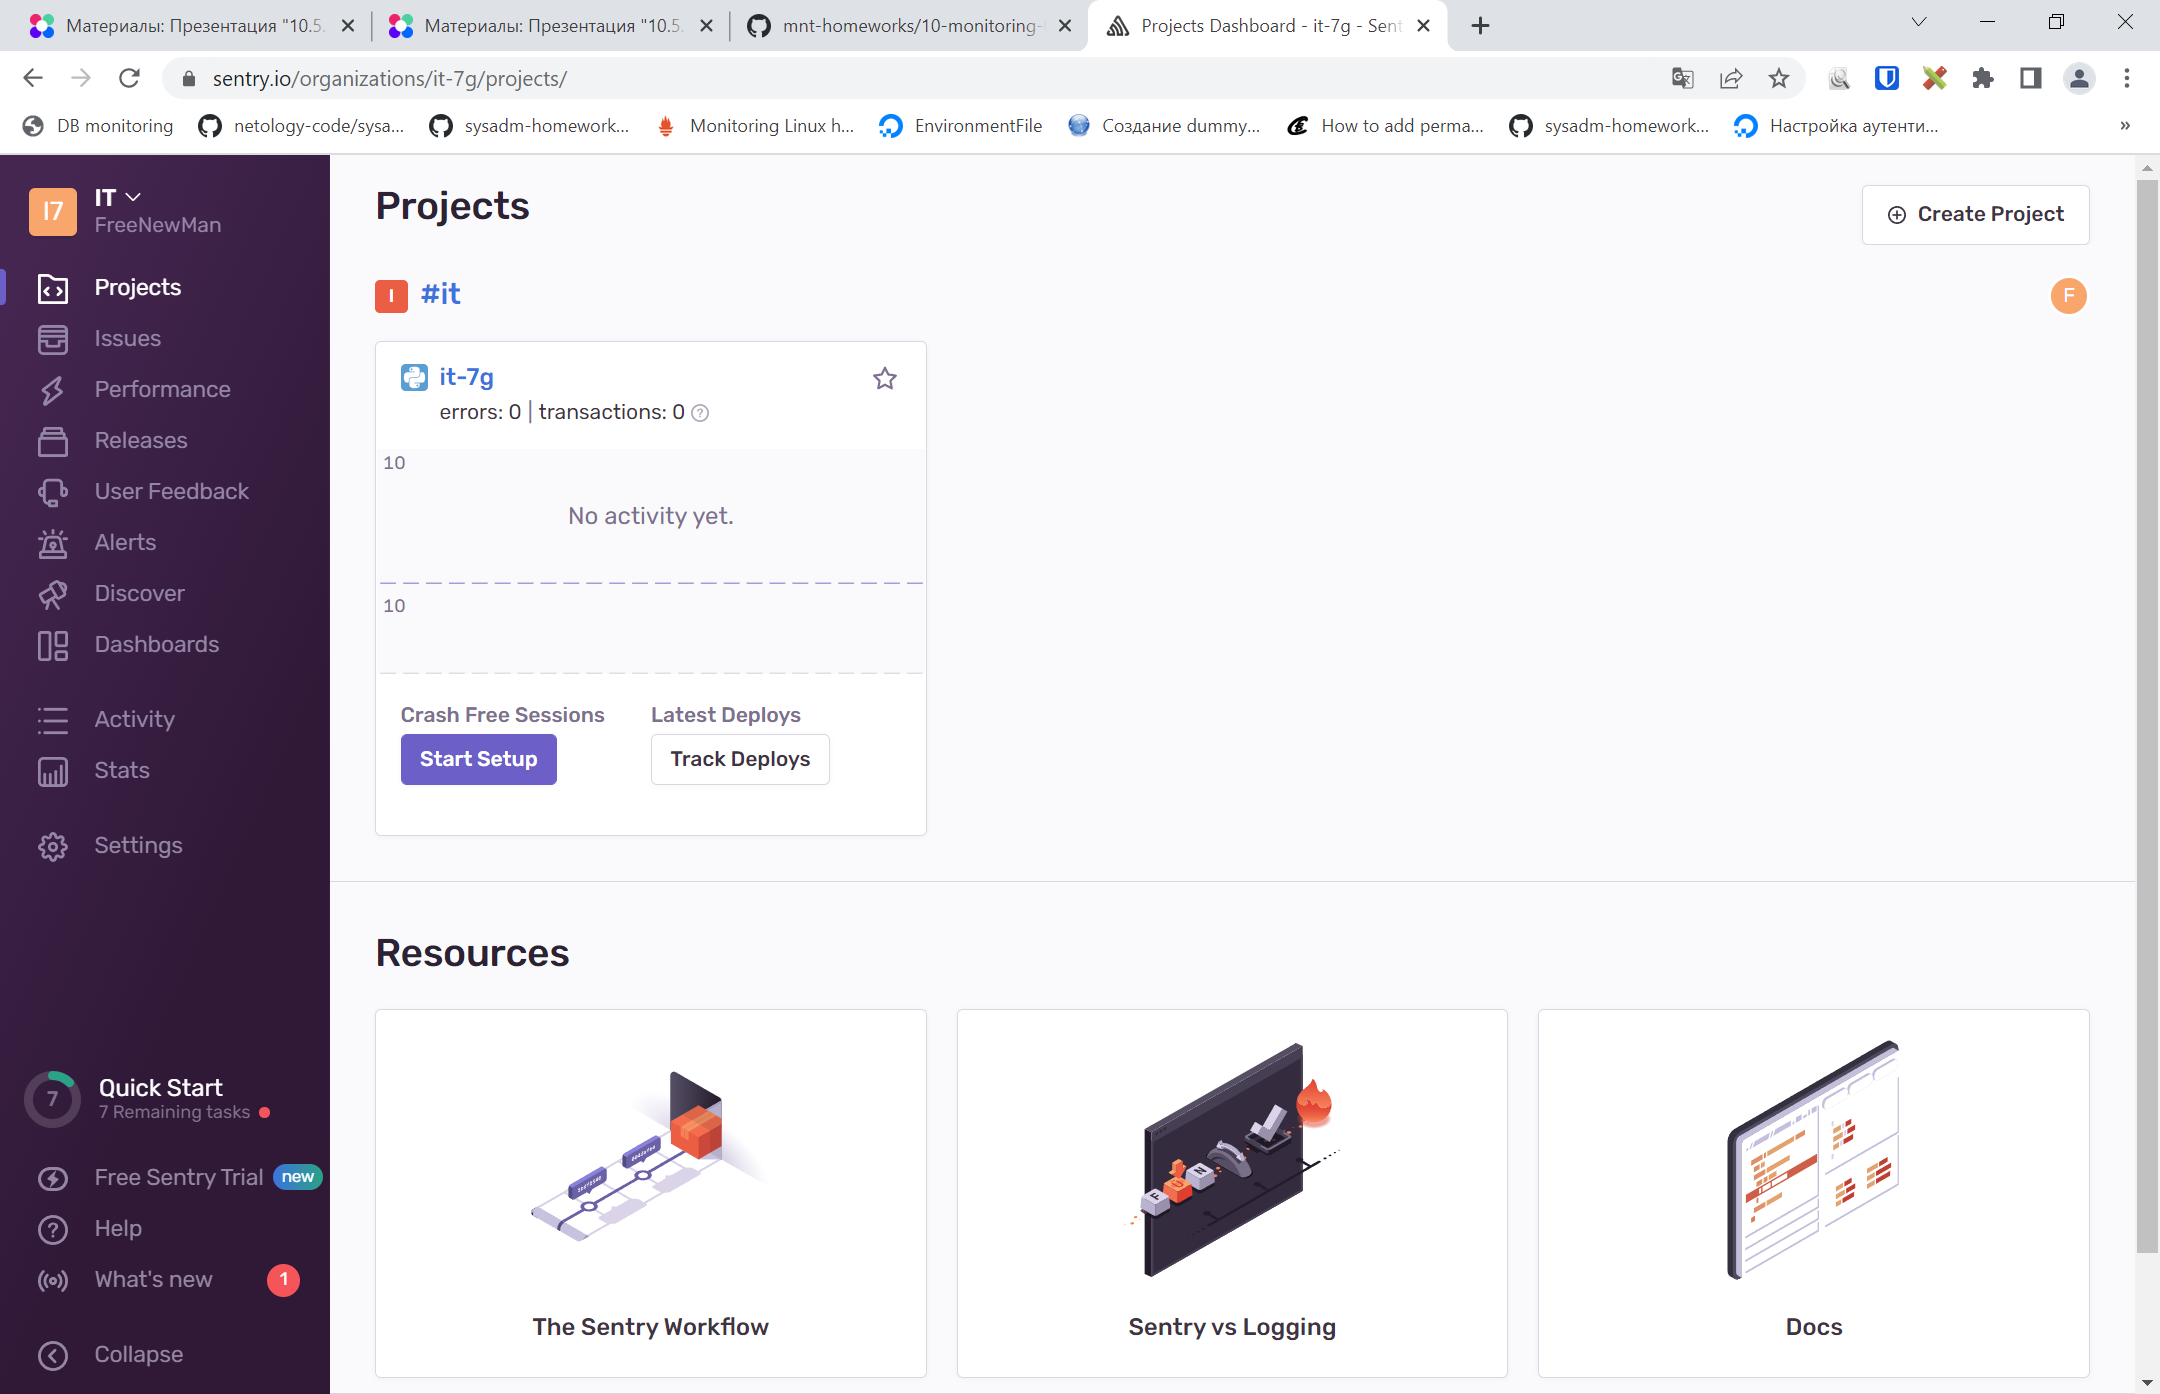 Материалы: Презентация "10.5.
Материалы: Презентация "10.5.
mnt-homeworks/10-monitoring-
Projects Dashboard - it-7g - Sent
sentry.io/organizations/it-7g/projects/
DB monitoring
netology-code/sysa...
sysadm-homework...
Monitoring Linux h...
EnvironmentFile
Создание dummy...
How to add perma...
sysadm-homework...
Настройка аутенти...
»
I7
IT
FreeNewMan
Projects
Issues
Performance
Releases
User Feedback
Alerts
Discover
Dashboards
Activity
Stats
Settings
7
Quick Start
7 Remaining tasks
Free Sentry Trial new
Help
What's new 1
Collapse
Projects
Create Project
I #it
F
it-7g
errors: 0 | transactions: 0
10
No activity yet.
10
Crash Free Sessions
Latest Deploys
Start Setup
Track Deploys
Resources
F U N
The Sentry Workflow
Sentry vs Logging
Docs